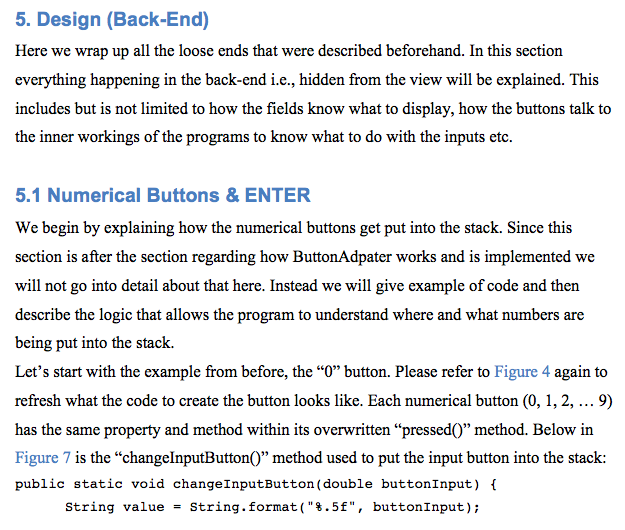 5. Design (Back-End)
Here we wrap up all the loose ends that were described beforehand. In this section
everything happening in the back-end i.e., hidden from the view will be explained. This
includes but is not limited to how the fields know what to display, how the buttons talk to
the inner workings of the programs to know what to do with the inputs etc.
5.1 Numerical Buttons & ENTER
We begin by explaining how the numerical buttons get put into the stack. Since this
section is after the section regarding how ButtonAdpater works and is implemented we
will not go into detail about that here. Instead we will give example of code and then
describe the logic that allows the program to understand where and what numbers are
being put into the stack.
Let’s start with the example from before, the “0” button. Please refer to Figure 4 again to
refresh what the code to create the button looks like. Each numerical button (0, 1, 2, … 9)
has the same property and method within its overwritten “pressed()” method. Below in
Figure 7 is the “changeInputButton()” method used to put the input button into the stack:
public static void changeInputButton(double buttonInput) {
String value = String.format("%.5f", buttonInput);